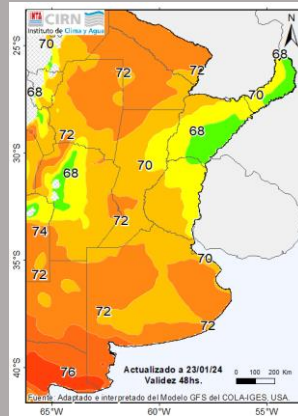 INTA
CIRN
Instituto de Clima y Agua
N
25°S
70
72
72
68
68
70
72
68
30°S
68
70
72
74
35°S
70
72
72
72
40°S
76
Actualizado a 23/01/24
Validez 48hs.
0 100 200
Km
Fuente: Adaptado e interpretado del Modelo GFS del COLA-IGES, USA.
65°W
60°W
55°W